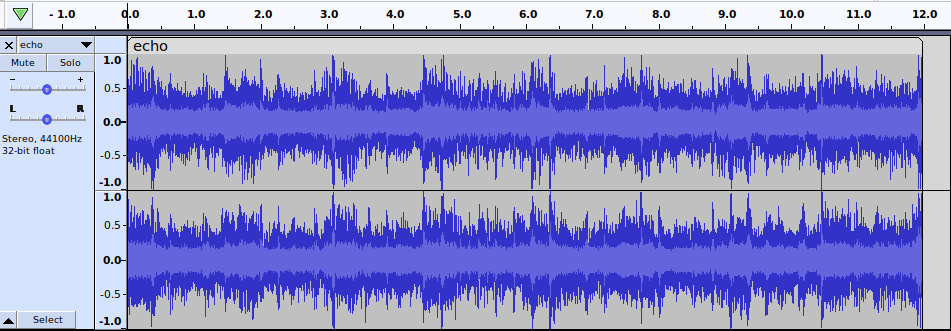 - 1.0 0.0 1.0 2.0 3.0 4.0 5.0 6.0 7.0 8.0 9.0 10.0 11.0 12.0
echo echo
Mute Solo
- +
L R
Stereo, 44100Hz
32-bit float
Select
1.0
0.5-
0.0-
-0.5-
-1.0
1.0
0.5-
0.0-
-0.5-
-1.0